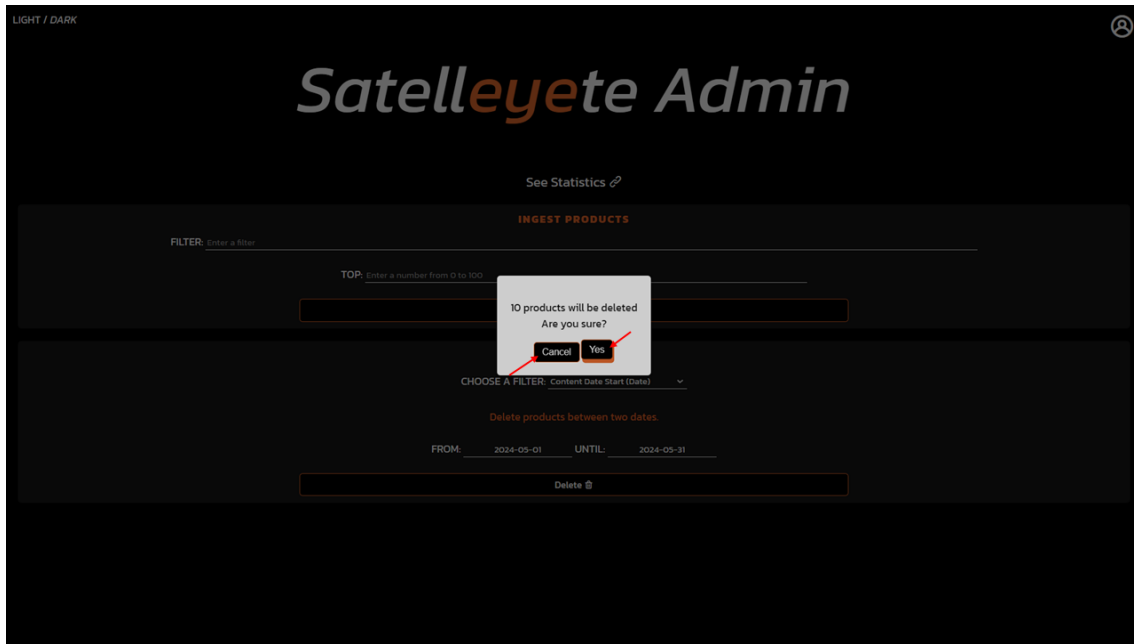 LIGHT / DARK
Satelleyete Admin
See Statistics
INGEST PRODUCTS
FILTER: Enter a filter
TOP: Enter a number from 0 to 100
10 products will be deleted
Are you sure?
Cancel Yes
CHOOSE A FILTER: Content Date Start (Date)
Delete products between two dates.
FROM: 2024-05-01 UNTIL: 2024-05-31
Delete